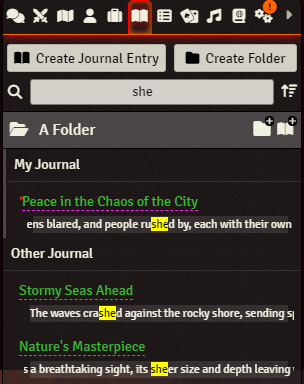 !
Create Journal Entry
Create Folder
she
A Folder
My Journal
*Peace in the Chaos of the City
ens blared, and people rushed by, each with their own
Other Journal
Stormy Seas Ahead
The waves crashed against the rocky shore, sending s
Nature's Masterpiece
s a breathtaking sight, its sheer size and depth leaving